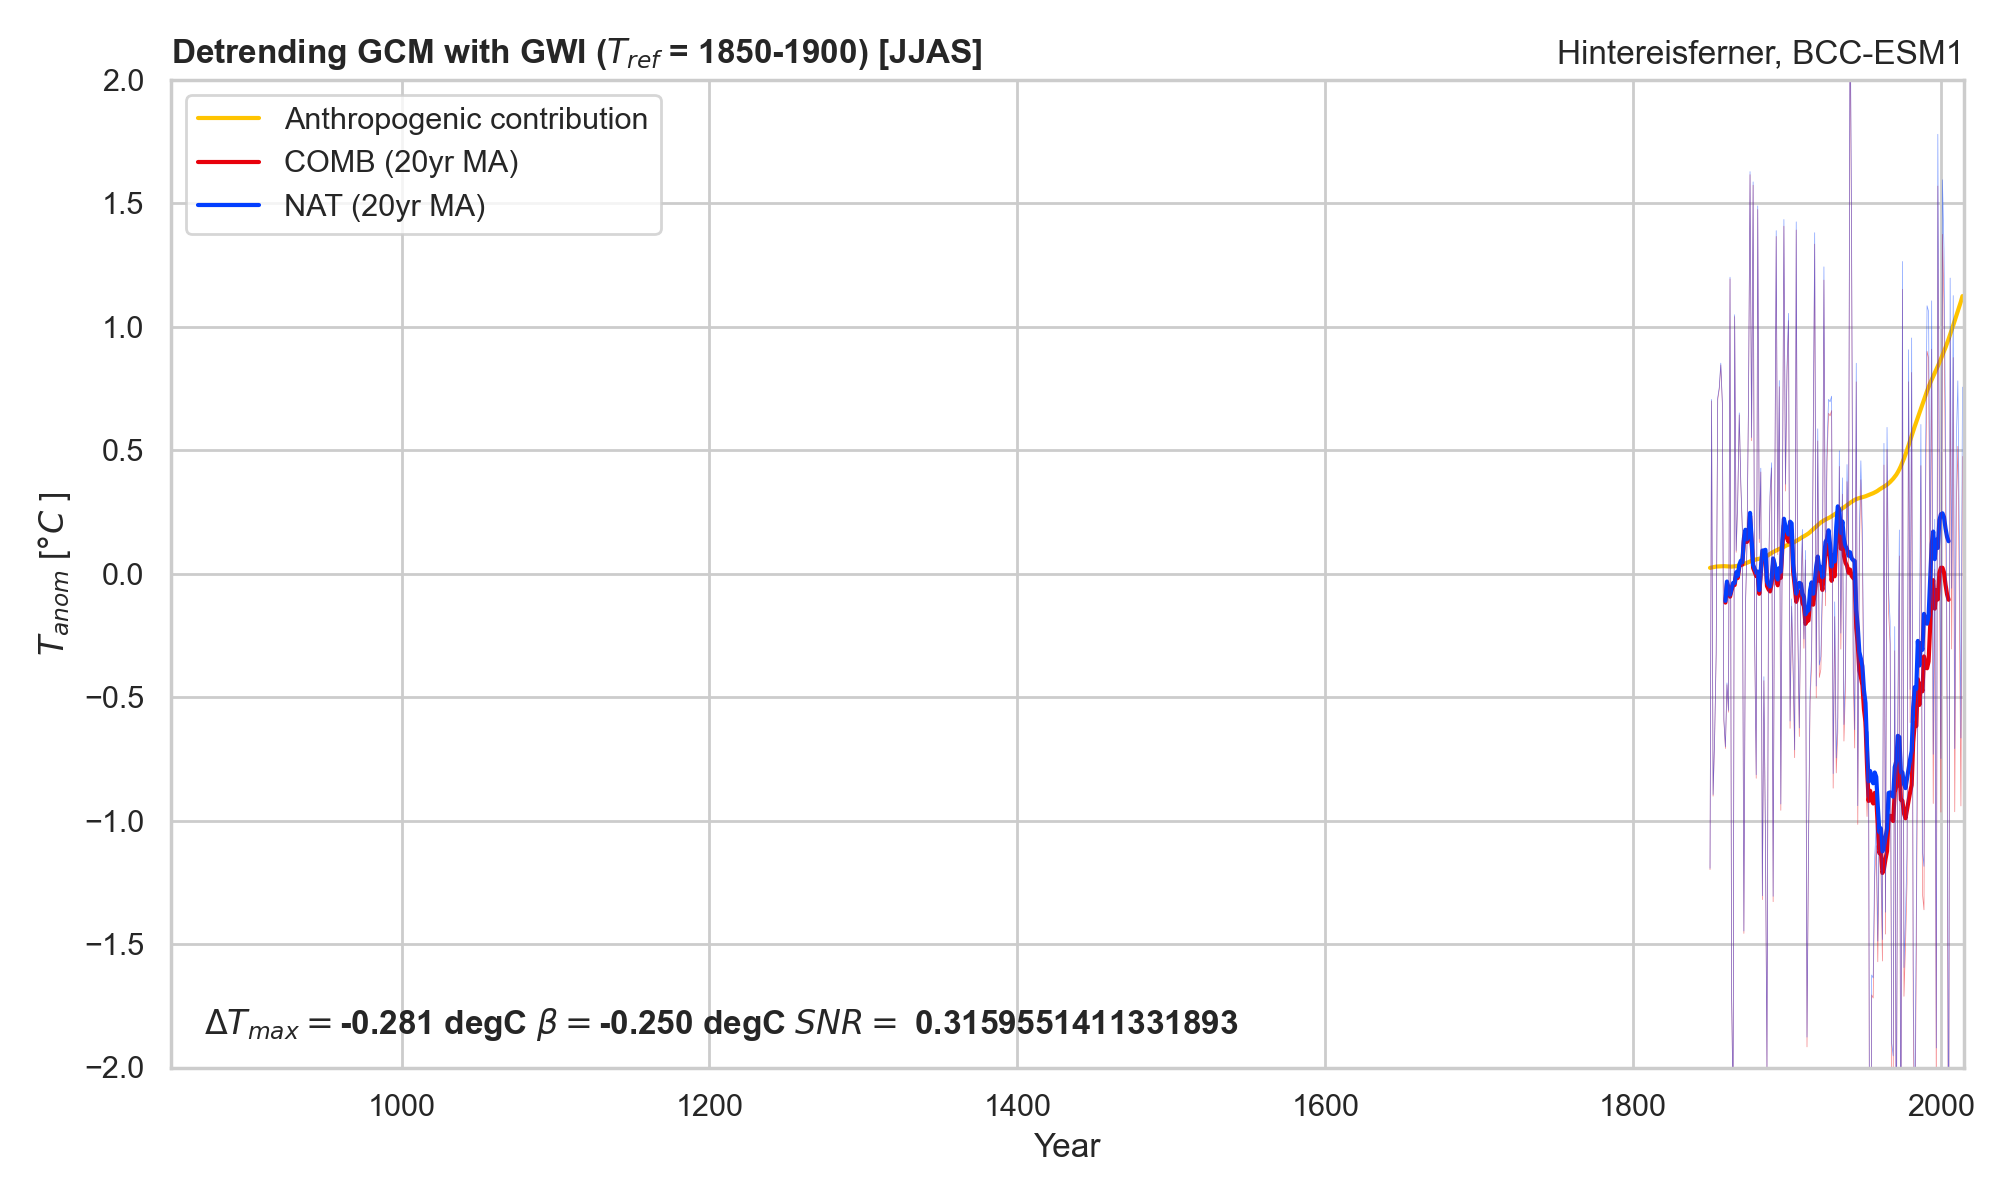 Detrending GCM with GWI (T_ref = 1850-1900) [JJAS]
Hintereisferner, BCC-ESM1
Anthropogenic contribution
COMB (20yr MA)
NAT (20yr MA)
2.0
1.5
1.0
0.5
0.0
−0.5
−1.0
−1.5
−2.0
T_anom [°C ]
ΔT_max = -0.281 degC β = -0.250 degC SNR = 0.3159551411331893
1000 1200 1400 1600 1800 2000
Year